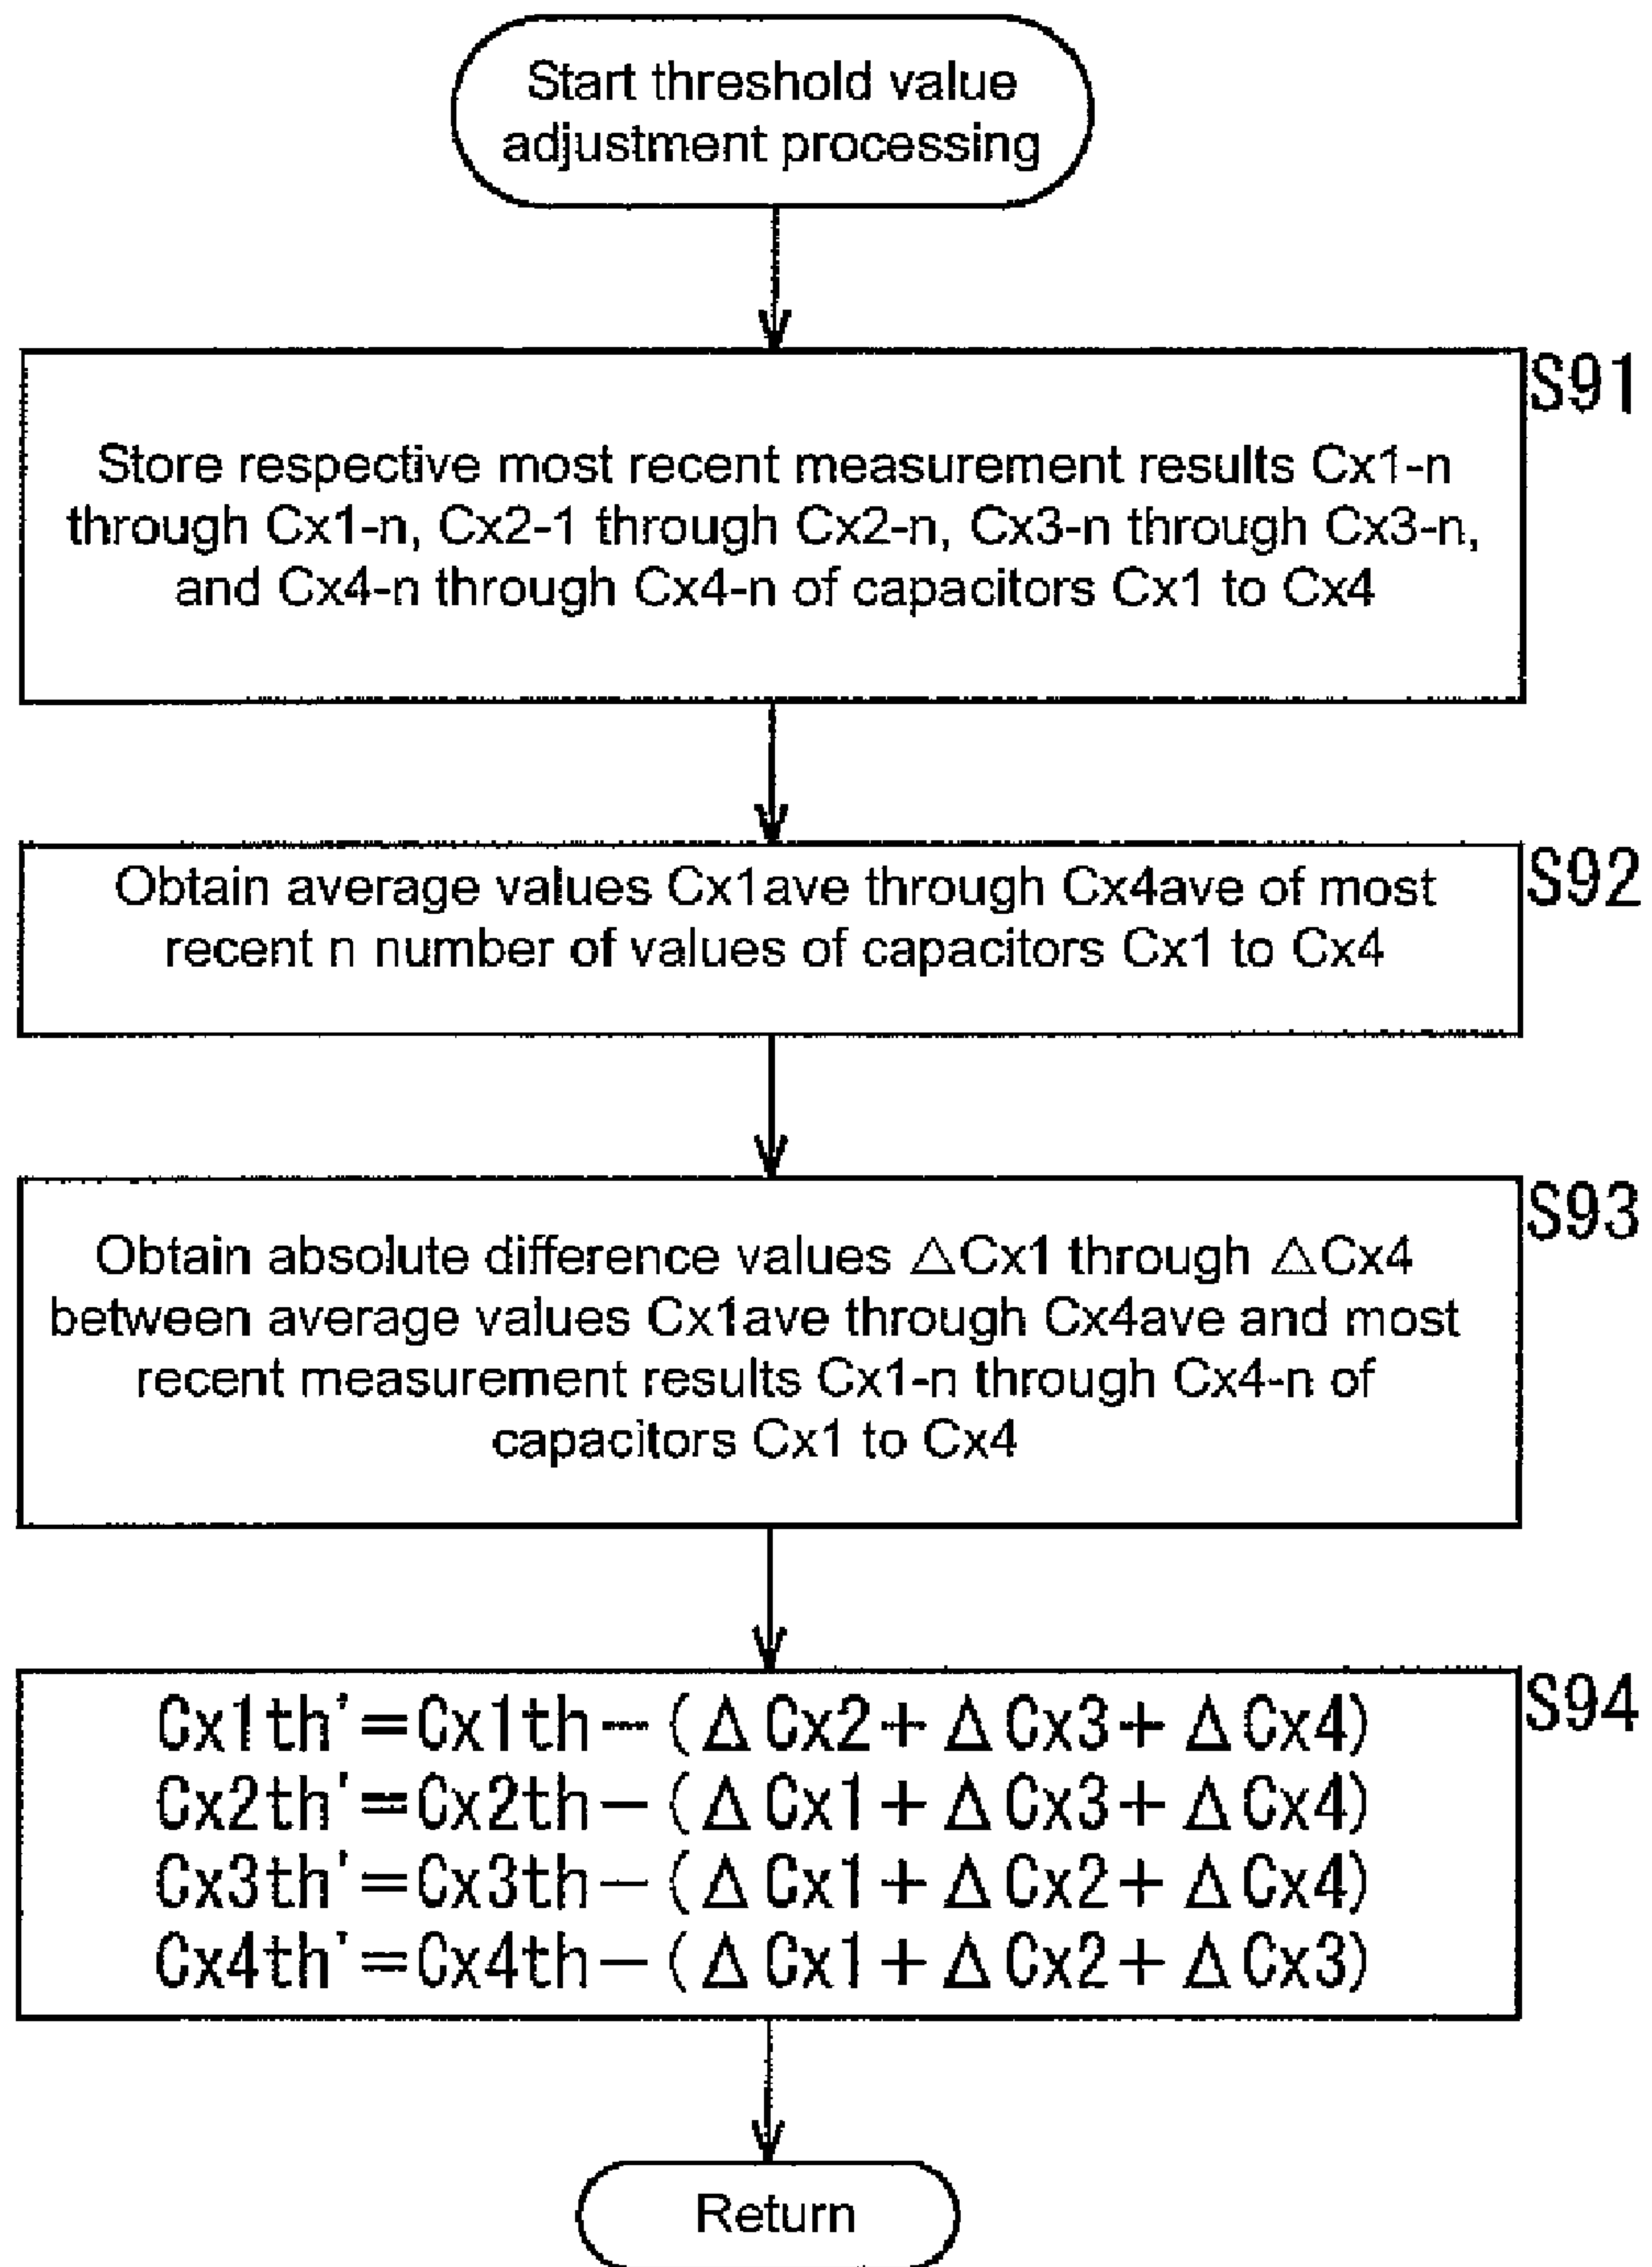 Start threshold value
adjustment processing
S91
Store respective most recent measurement results Cx1-n
through Cx1-n, Cx2-1 through Cx2-n, Cx3-n through Cx3-n,
and Cx4-n through Cx4-n of capacitors Cx1 to Cx4
S92
Obtain average values Cx1ave through Cx4ave of most
recent n number of values of capacitors Cx1 to Cx4
S93
Obtain absolute difference values △Cx1 through △Cx4
between average values Cx1ave through Cx4ave and most
recent measurement results Cx1-n through Cx4-n of
capacitors Cx1 to Cx4
S94
Cx1th'=Cx1th-(ΔCx2+ΔCx3+ΔCx4)
Cx2th'=Cx2th-(ΔCx1+ΔCx3+ΔCx4)
Cx3th'=Cx3th-(ΔCx1+ΔCx2+ΔCx4)
Cx4th'=Cx4th-(ΔCx1+ΔCx2+ΔCx3)
Return